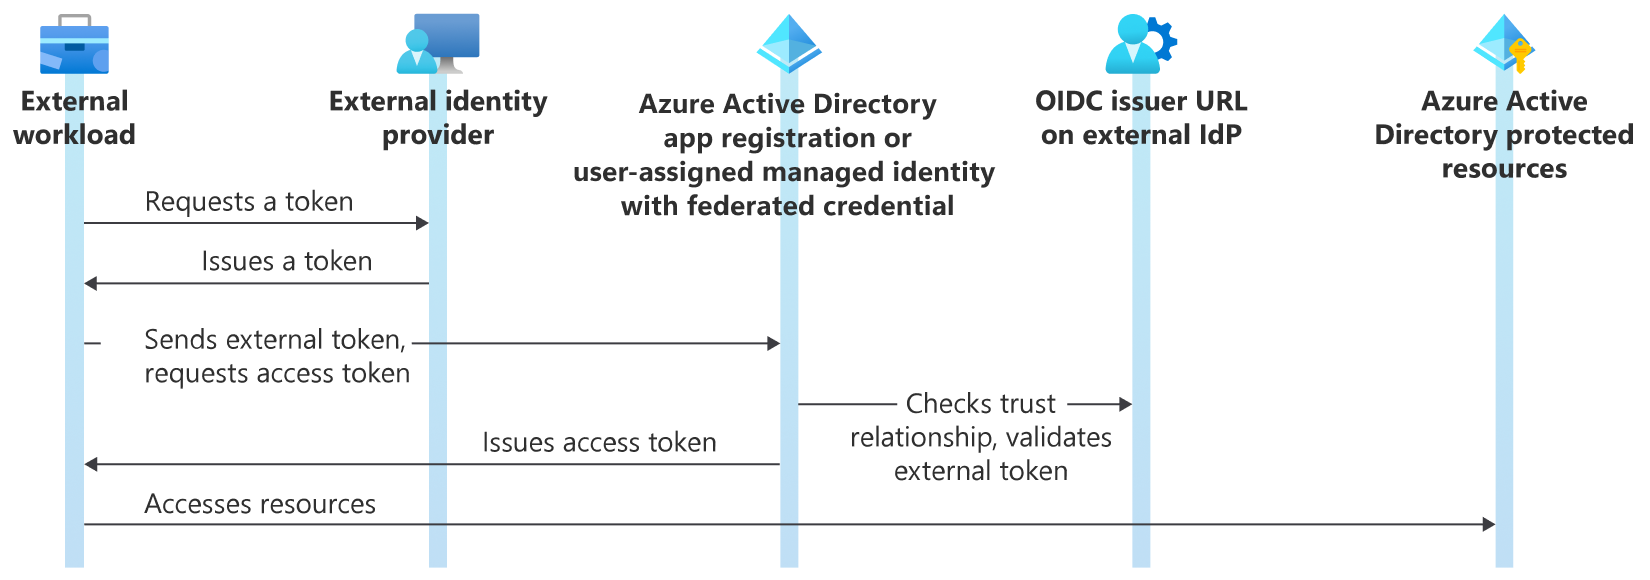 External
workload
External identity
provider
Azure Active Directory
app registration or
user-assigned managed identity
with federated credential
OIDC issuer URL
on external IdP
Azure Active
Directory protected
resources
Requests a token
Issues a token
Sends external token,
requests access token
Checks trust
relationship, validates
external token
Issues access token
Accesses resources